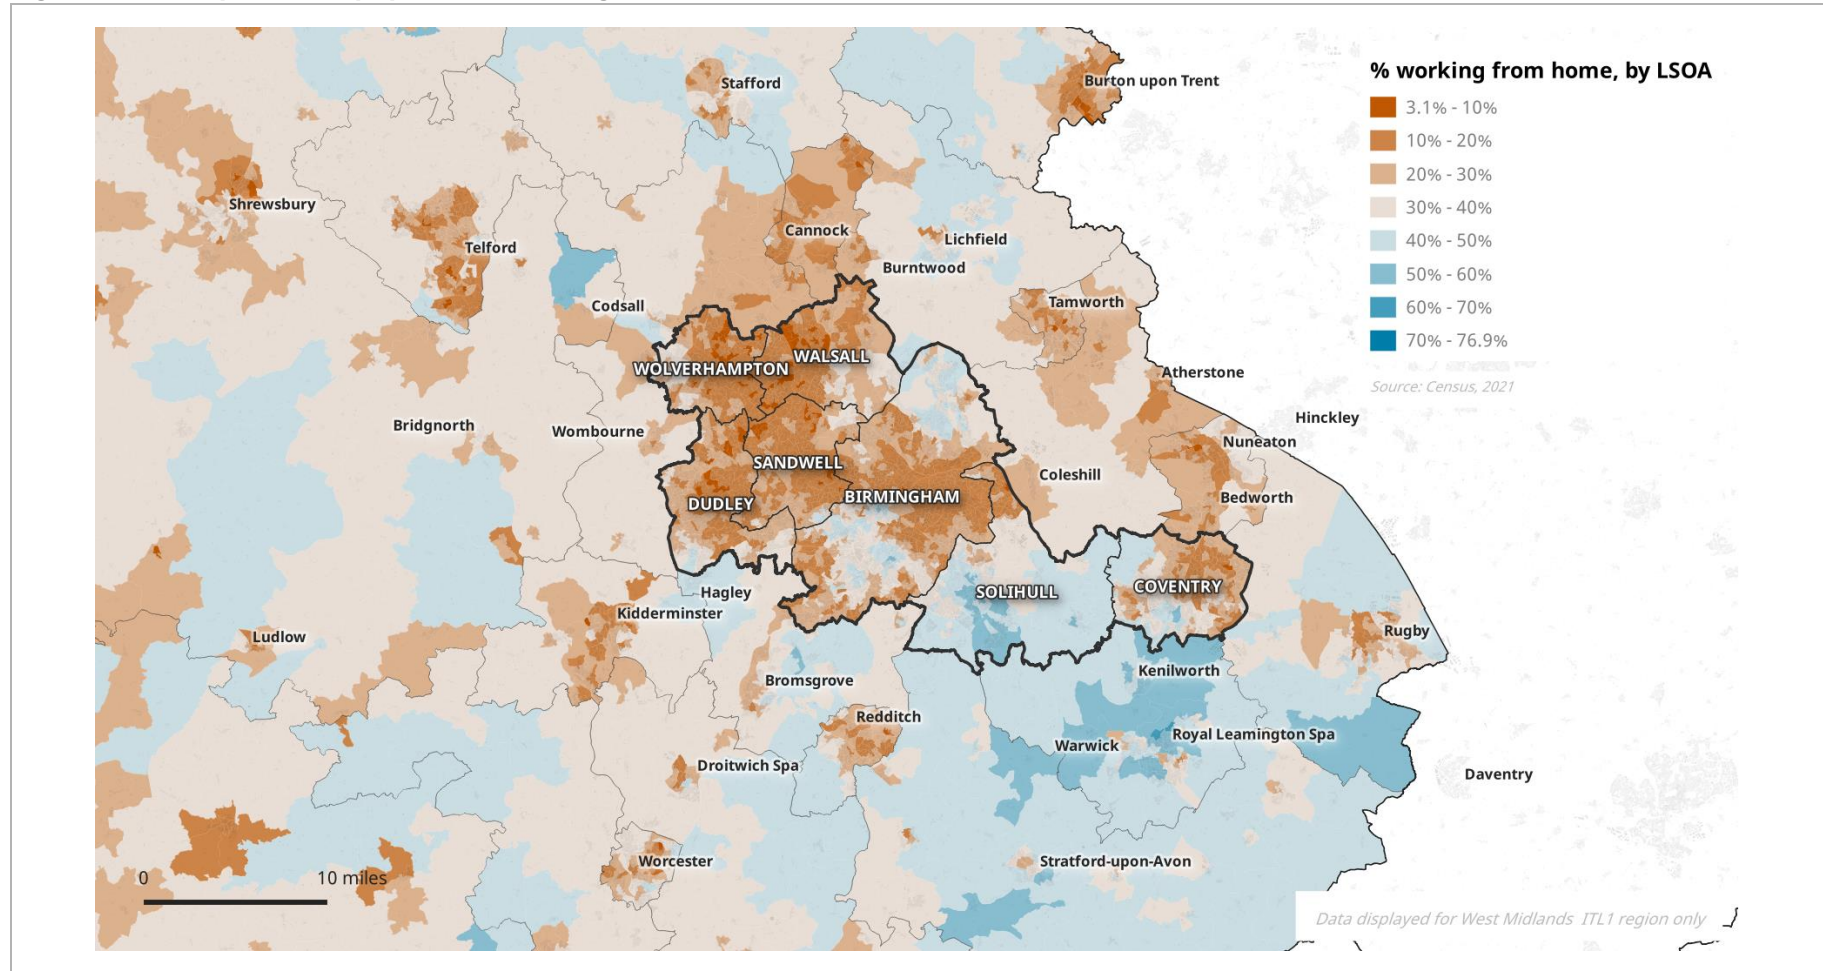 % working from home, by LSOA
3.1% - 10%
10% - 20%
20% - 30%
30% - 40%
40% - 50%
50% - 60%
60% - 70%
70% - 76.9%
Source: Census, 2021
Stafford
Burton upon Trent
Shrewsbury
Telford
Cannock
Lichfield
Burntwood
Codsall
Tamworth
WOLVERHAMPTON
WALSALL
Atherstone
Hinckley
Bridgnorth
Wombourne
Nuneaton
SANDWELL
Coleshill
DUDLEY
BIRMINGHAM
Bedworth
Hagley
SOLIHULL
COVENTRY
Kidderminster
Ludlow
Rugby
Bromsgrove
Kenilworth
Redditch
Warwick
Royal Leamington Spa
Droitwich Spa
Daventry
Worcester
Stratford-upon-Avon
0 10 miles
Data displayed for West Midlands ITL1 region only